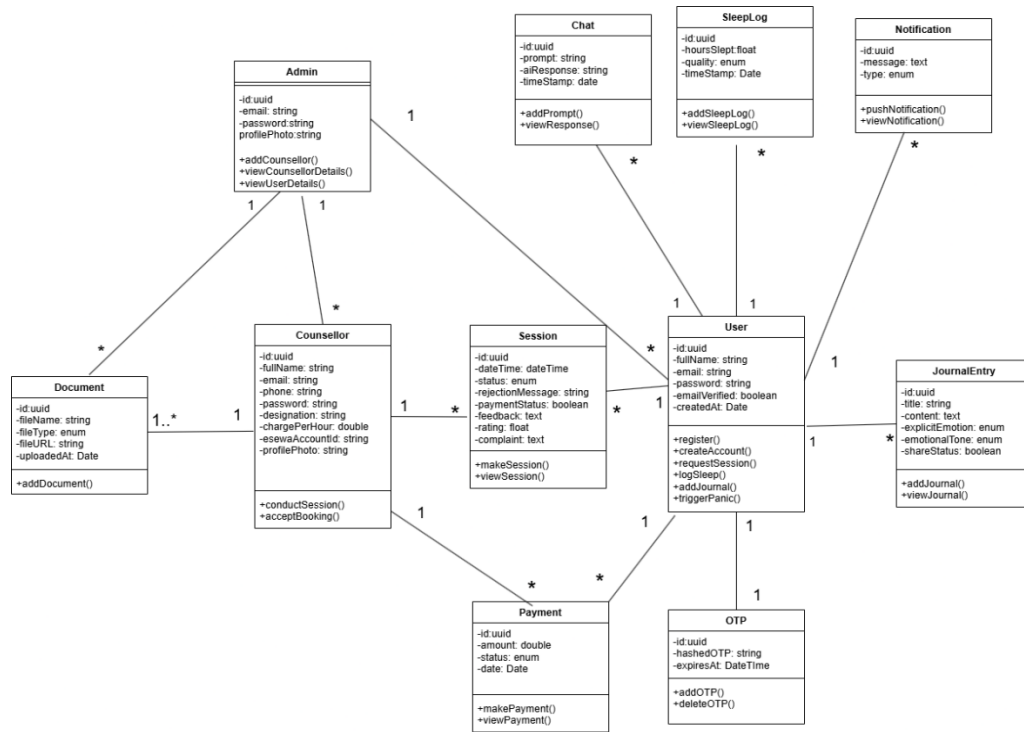 Chat
-id:uuid
-prompt: string
-aiResponse: string
-timeStamp: date
+addPrompt()
+viewResponse()
SleepLog
-id:uuid
-hoursSlept:float
-quality: enum
-timeStamp: Date
+addSleepLog()
+viewSleepLog()
Notification
-id:uuid
-message: text
-type: enum
+pushNotification()
+viewNotification()
Admin
-id:uuid
-email: string
-password:string
profilePhoto:string
+addCounsellor()
+viewCounsellorDetails()
+viewUserDetails()
1
*
*
*
1
1
*
*
1
1
*
1
Counsellor
-id:uuid
-fullName: string
-email: string
-phone: string
-password: string
-designation: string
-chargePerHour: double
-esewaAccountId: string
-profilePhoto: string
+conductSession()
+acceptBooking()
Session
-id:uuid
-dateTime: dateTime
-status: enum
-rejectionMessage: string
-paymentStatus: boolean
-feedback: text
-rating: float
-complaint: text
+makeSession()
+viewSession()
User
-id:uuid
-fullName: string
-email: string
-password: string
-emailVerified: boolean
-createdAt: Date
+register()
+createAccount()
+requestSession()
+logSleep()
+addJournal()
+triggerPanic()
JournalEntry
-id:uuid
-title: string
-content: text
-explicitEmotion: enum
-emotionalTone: enum
-shareStatus: boolean
+addJournal()
+viewJournal()
Document
-id:uuid
-fileName: string
-fileType: enum
-fileURL: string
-uploadedAt: Date
+addDocument()
1..*
1
1
*
*
1
1
*
1
1
1
*
*
1
Payment
-id:uuid
-amount: double
-status: enum
-date: Date
+makePayment()
+viewPayment()
OTP
-id:uuid
-hashedOTP: string
-expiresAt: DateTIme
+addOTP()
+deleteOTP()